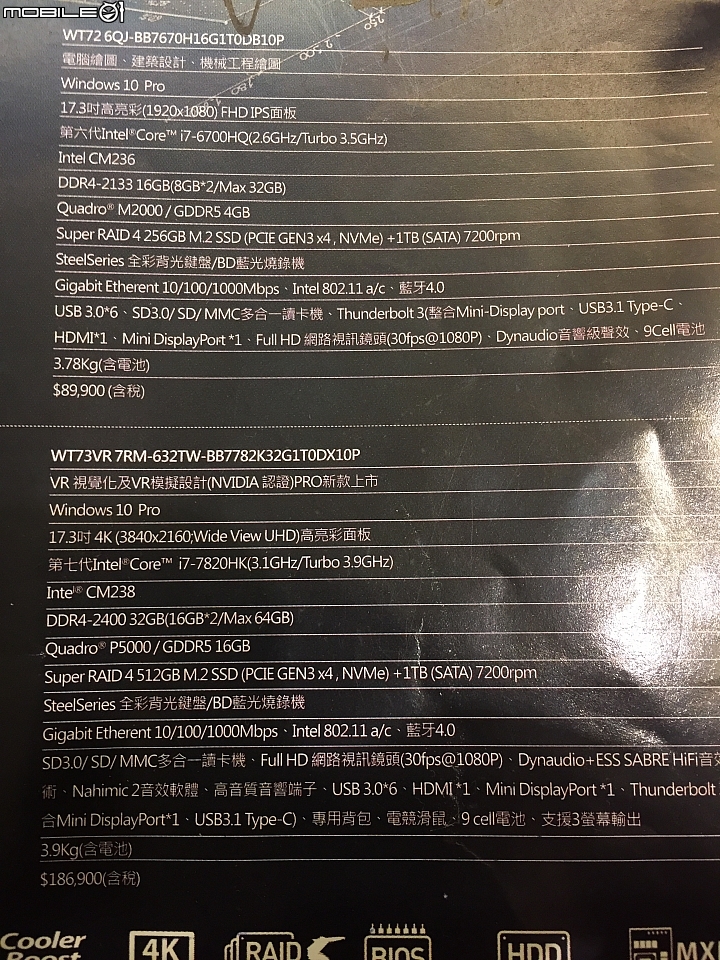 MOBILE01
250
2,200
150
180
WT72 6QJ-BB7670H16G1T0DB10P
電腦繪圖、建築設計、機械工程繪圖
Windows 10 Pro
17.3吋高亮彩(1920x1080) FHD IPS面板
第六代Intel®Core™ i7-6700HQ(2.6GHz/Turbo 3.5GHz)
Intel CM236
DDR4-2133 16GB(8GB*2/Max 32GB)
Quadro® M2000 / GDDR5 4GB
Super RAID 4 256GB M.2 SSD (PCIE GEN3 x4 , NVMe) +1TB (SATA) 7200rpm
SteelSeries 全彩背光鍵盤/BD藍光燒錄機
Gigabit Etherent 10/100/1000Mbps、Intel 802.11 a/c、藍牙4.0
USB 3.0*6、SD3.0/ SD/ MMC多合一讀卡機、Thunderbolt 3(整合Mini-Display port、USB3.1 Type-C、
HDMI*1、Mini DisplayPort *1、Full HD 網路視訊鏡頭(30fps@1080P)、Dynaudio音響級聲效、9Cell電池
3.78Kg(含電池)
$89,900 (含稅)
WT73VR 7RM-632TW-BB7782K32G1T0DX10P
VR 視覺化及VR模擬設計(NVIDIA 認證)PRO新款上市
Windows 10 Pro
17.3吋 4K (3840x2160;Wide View UHD)高亮彩面板
第七代Intel®Core™ i7-7820HK(3.1GHz/Turbo 3.9GHz)
Intel® CM238
DDR4-2400 32GB(16GB*2/Max 64GB)
Quadro® P5000 / GDDR5 16GB
Super RAID 4 512GB M.2 SSD (PCIE GEN3 x4 , NVMe) +1TB (SATA) 7200rpm
SteelSeries 全彩背光鍵盤/BD藍光燒錄機
Gigabit Etherent 10/100/1000Mbps、Intel 802.11 a/c、藍牙4.0
SD3.0/ SD/ MMC多合一讀卡機、Full HD 網路視訊鏡頭(30fps@1080P)、Dynaudio+ESS SABRE HiFi音效
術、Nahimic 2音效軟體、高音質音響端子、USB 3.0*6、HDMI *1、Mini DisplayPort *1、Thunderbolt
合Mini DisplayPort*1、USB3.1 Type-C)、專用背包、電競滑鼠、9 cell電池、支援3螢幕輸出
3.9Kg(含電池)
$186,900(含稅)
Cooler Boost
4K
RAID
BIOS
HDD
MX